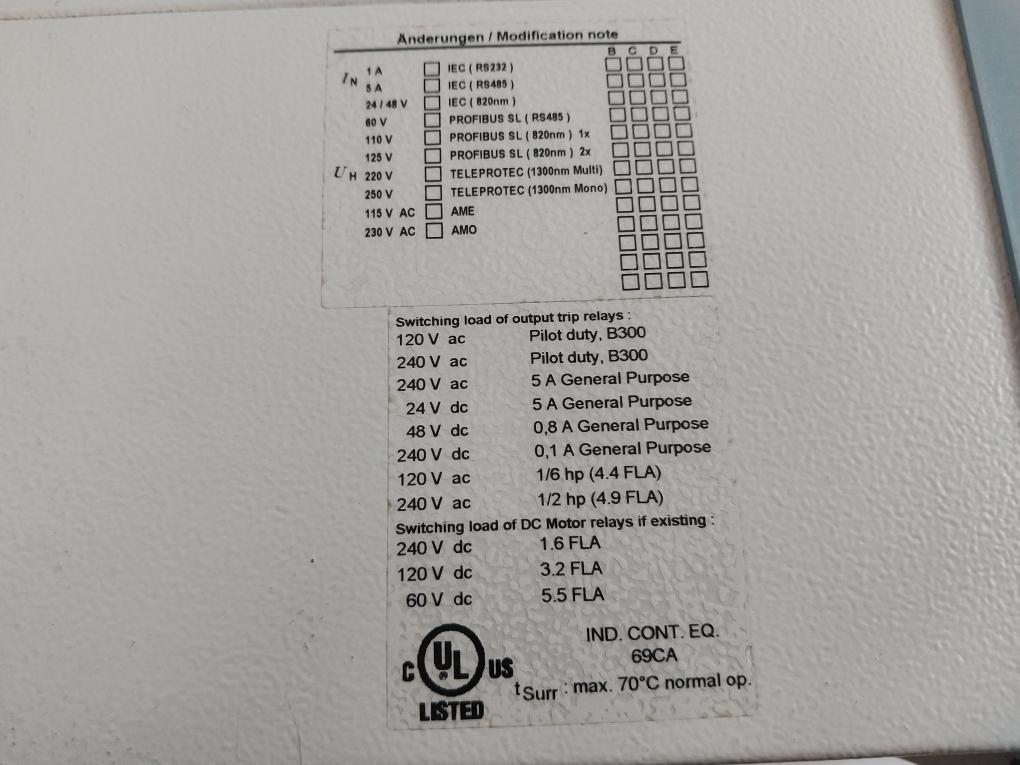 Änderungen / Modification note
B C D E
IN 1 A IEC ( RS232 )
5 A IEC ( RS485 )
24 / 48 V IEC ( 820nm )
60 V PROFIBUS SL ( RS485 )
110 V PROFIBUS SL ( 820nm ) 1x
125 V PROFIBUS SL ( 820nm ) 2x
UH 220 V TELEPROTEC (1300nm Multi)
250 V TELEPROTEC (1300nm Mono)
115 V AC AME
230 V AC AMO
Switching load of output trip relays :
120 V ac Pilot duty, B300
240 V ac Pilot duty, B300
240 V ac 5 A General Purpose
24 V dc 5 A General Purpose
48 V dc 0,8 A General Purpose
240 V dc 0,1 A General Purpose
120 V ac 1/6 hp (4.4 FLA)
240 V ac 1/2 hp (4.9 FLA)
Switching load of DC Motor relays if existing :
240 V dc 1.6 FLA
120 V dc 3.2 FLA
60 V dc 5.5 FLA
IND. CONT. EQ.
69CA
C UL ® US
LISTED
tSurr : max. 70°C normal op.